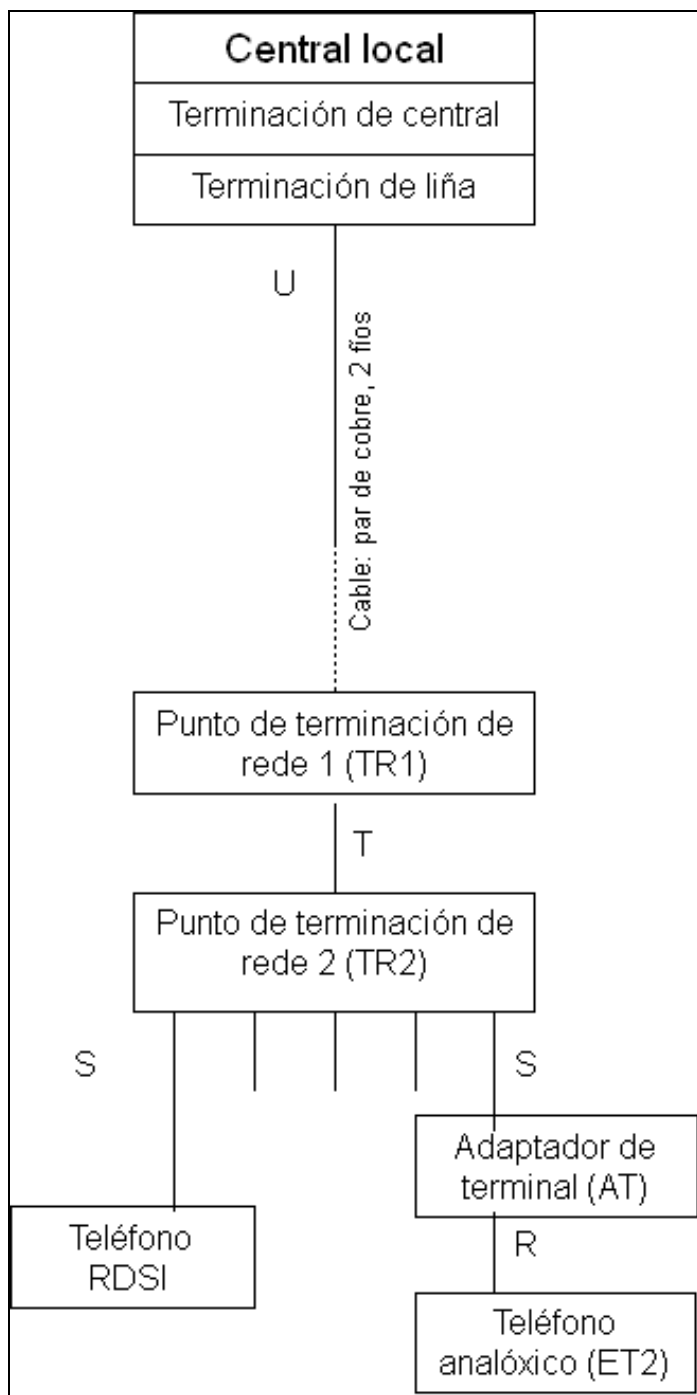 Central local
Terminación de central
Terminación de liña
U
Cable: par de cobre, 2 fíos
Punto de terminación de
rede 1 (TR1)
T
Punto de terminación de
rede 2 (TR2)
S
S
Adaptador de
terminal (AT)
Teléfono
RDSI
R
Teléfono
analóxico (ET2)